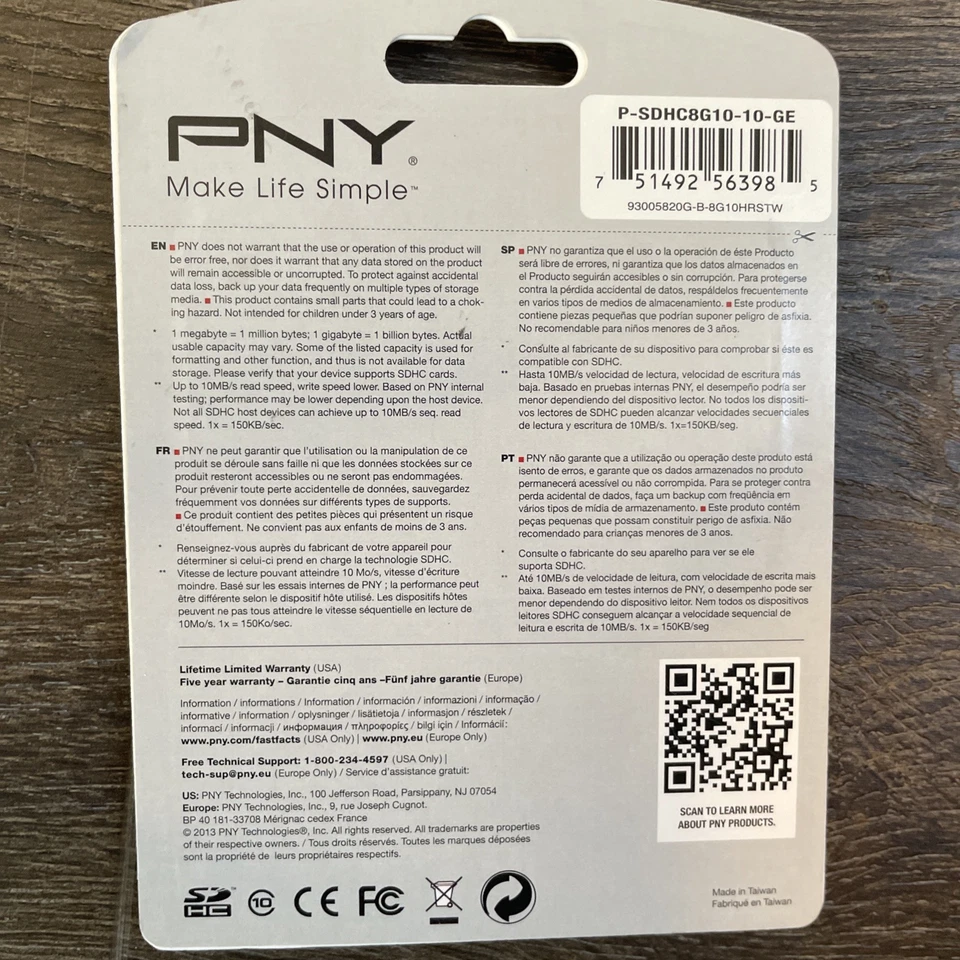 PNY®
Make Life Simple™
P-SDHC8G10-10-GE
7 51492 56398 5
93005820G-B-8G10HRSTW
EN ■ PNY does not warrant that the use or operation of this product will
be error free, nor does it warrant that any data stored on the product
will remain accessible or uncorrupted. To protect against accidental
data loss, back up your data frequently on multiple types of storage
media. ■ This product contains small parts that could lead to a chok-
ing hazard. Not intended for children under 3 years of age.
* 1 megabyte = 1 million bytes; 1 gigabyte = 1 billion bytes. Actual
usable capacity may vary. Some of the listed capacity is used for
formatting and other function, and thus is not available for data
storage. Please verify that your device supports SDHC cards.
** Up to 10MB/s read speed, write speed lower. Based on PNY internal
testing; performance may be lower depending upon the host device.
Not all SDHC host devices can achieve up to 10MB/s seq. read
speed. 1x = 150KB/sec.
SP ■ PNY no garantiza que el uso o la operación de éste Producto
será libre de errores, ni garantiza que los datos almacenados en
el Producto seguirán accesibles o sin corrupción. Para protegerse
contra la pérdida accidental de datos, respáldelos frecuentemente
en varios tipos de medios de almacenamiento. ■ Este producto
contiene piezas pequeñas que podrían suponer peligro de asfixia.
No recomendable para niños menores de 3 años.
* Consulte al fabricante de su dispositivo para comprobar si éste es
compatible con SDHC.
** Hasta 10MB/s velocidad de lectura, velocidad de escritura más
baja. Basado en pruebas internas PNY, el desempeño podría ser
menor dependiendo del dispositivo lector. No todos los dispositi-
vos lectores de SDHC pueden alcanzar velocidades secuenciales
de lectura y escritura de 10MB/s. 1x=150KB/seg.
FR ■ PNY ne peut garantir que l'utilisation ou la manipulation de ce
produit se déroule sans faille ni que les données stockées sur ce
produit resteront accessibles ou ne seront pas endommagées.
Pour prévenir toute perte accidentelle de données, sauvegardez
fréquemment vos données sur différents types de supports.
■ Ce produit contient des petites pièces qui présentent un risque
d'étouffement. Ne convient pas aux enfants de moins de 3 ans.
* Renseignez-vous auprès du fabricant de votre appareil pour
déterminer si celui-ci prend en charge la technologie SDHC.
** Vitesse de lecture pouvant atteindre 10 Mo/s, vitesse d'écriture
moindre. Basé sur les essais internes de PNY ; la performance peut
être différente selon le dispositif hôte utilisé. Les dispositifs hôtes
peuvent ne pas tous atteindre le vitesse séquentielle en lecture de
10Mo/s. 1x = 150Ko/sec.
PT ■ PNY não garante que a utilização ou operação deste produto está
isento de erros, e garante que os dados armazenados no produto
permanecerá acessível ou não corrompida. Para se proteger contra
perda acidental de dados, faça um backup com freqüência em
vários tipos de mídia de armazenamento. ■ Este produto contém
peças pequenas que possam constituir perigo de asfixia. Não
recomendado para crianças menores de 3 anos.
* Consulte o fabricante do seu aparelho para ver se ele
suporta SDHC.
** Até 10MB/s de velocidade de leitura, com velocidade de escrita mais
baixa. Baseado em testes internos de PNY, o desempenho pode ser
menor dependendo do dispositivo leitor. Nem todos os dispositivos
leitores SDHC conseguem alcançar a velocidade sequencial de
leitura e escrita de 10MB/s. 1x = 150KB/seg
Lifetime Limited Warranty (USA)
Five year warranty – Garantie cinq ans –Fünf jahre garantie (Europe)
Information / informations / Information / información / informazioni / informação /
informative / information / oplysninger / lisätietoja / informasjon / részletek /
informací / informacji / информация / πληροφορίες / bilgi için / Informácií:
www.pny.com/fastfacts (USA Only) | www.pny.eu (Europe Only)
Free Technical Support: 1-800-234-4597 (USA Only) |
tech-sup@pny.eu (Europe Only) / Service d'assistance gratuit:
US: PNY Technologies, Inc., 100 Jefferson Road, Parsippany, NJ 07054
Europe: PNY Technologies, Inc., 9, rue Joseph Cugnot.
BP 40 181-33708 Mérignac cedex France
© 2013 PNY Technologies®, Inc. All rights reserved. All trademarks are properties
of their respective owners. / Tous droits réservés. Toutes les marques déposées
sont la propriété de leurs propriétaires respectifs.
SCAN TO LEARN MORE
ABOUT PNY PRODUCTS.
SD HC™ 10 CE FC
Made in Taiwan
Fabriqué en Taiwan